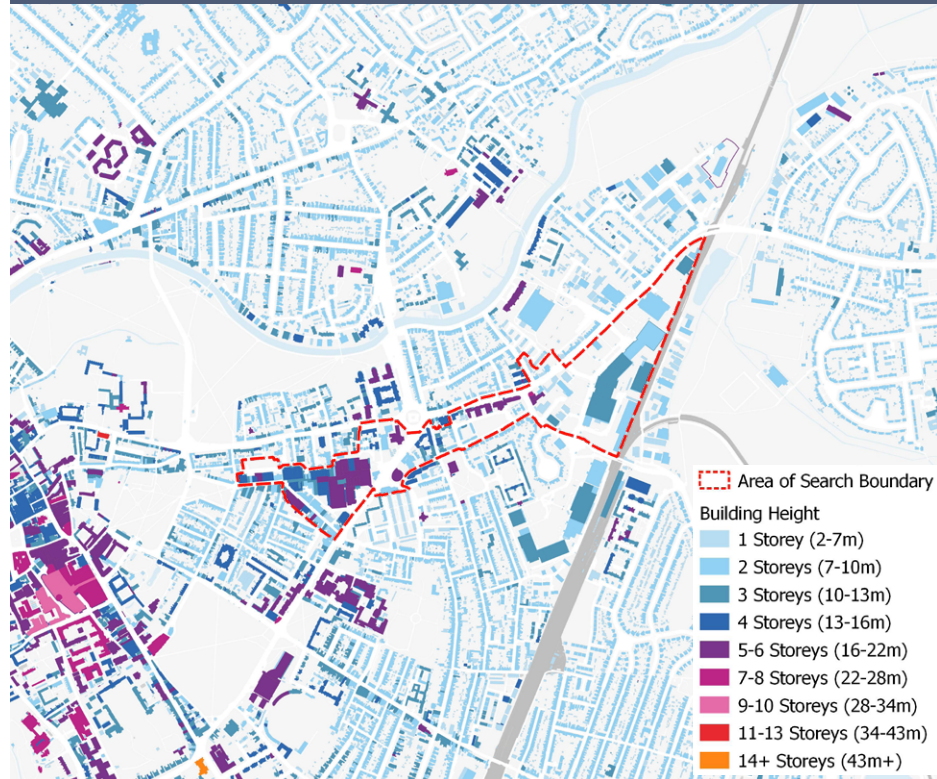 Area of Search Boundary
Building Height
1 Storey (2-7m)
2 Storeys (7-10m)
3 Storeys (10-13m)
4 Storeys (13-16m)
5-6 Storeys (16-22m)
7-8 Storeys (22-28m)
9-10 Storeys (28-34m)
11-13 Storeys (34-43m)
14+ Storeys (43m+)